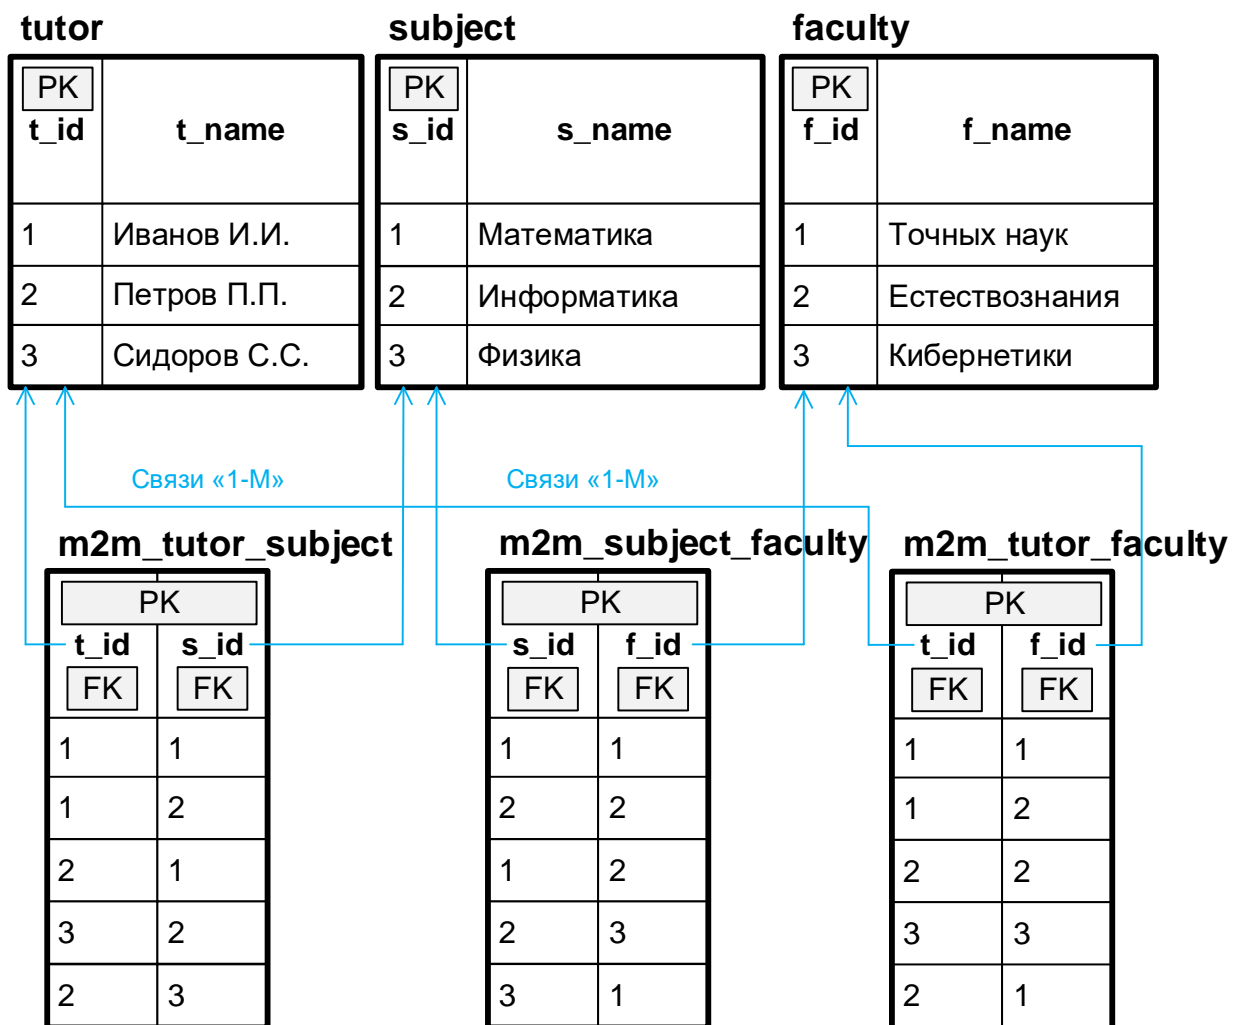 tutor subject faculty
PK PK PK
t_id t_name s_id s_name f_id f_name
1 Иванов И.И. 1 Математика 1 Точных наук
2 Петров П.П. 2 Информатика 2 Естествознания
3 Сидоров С.С. 3 Физика 3 Кибернетики
Связи «1-М» Связи «1-М»
m2m_tutor_subject m2m_subject_faculty m2m_tutor_faculty
PK PK PK
t_id s_id s_id f_id t_id f_id
FK FK FK FK FK FK
1 1 1 1 1 1
1 2 2 2 1 2
2 1 1 2 2 2
3 2 2 3 3 3
2 3 3 1 2 1